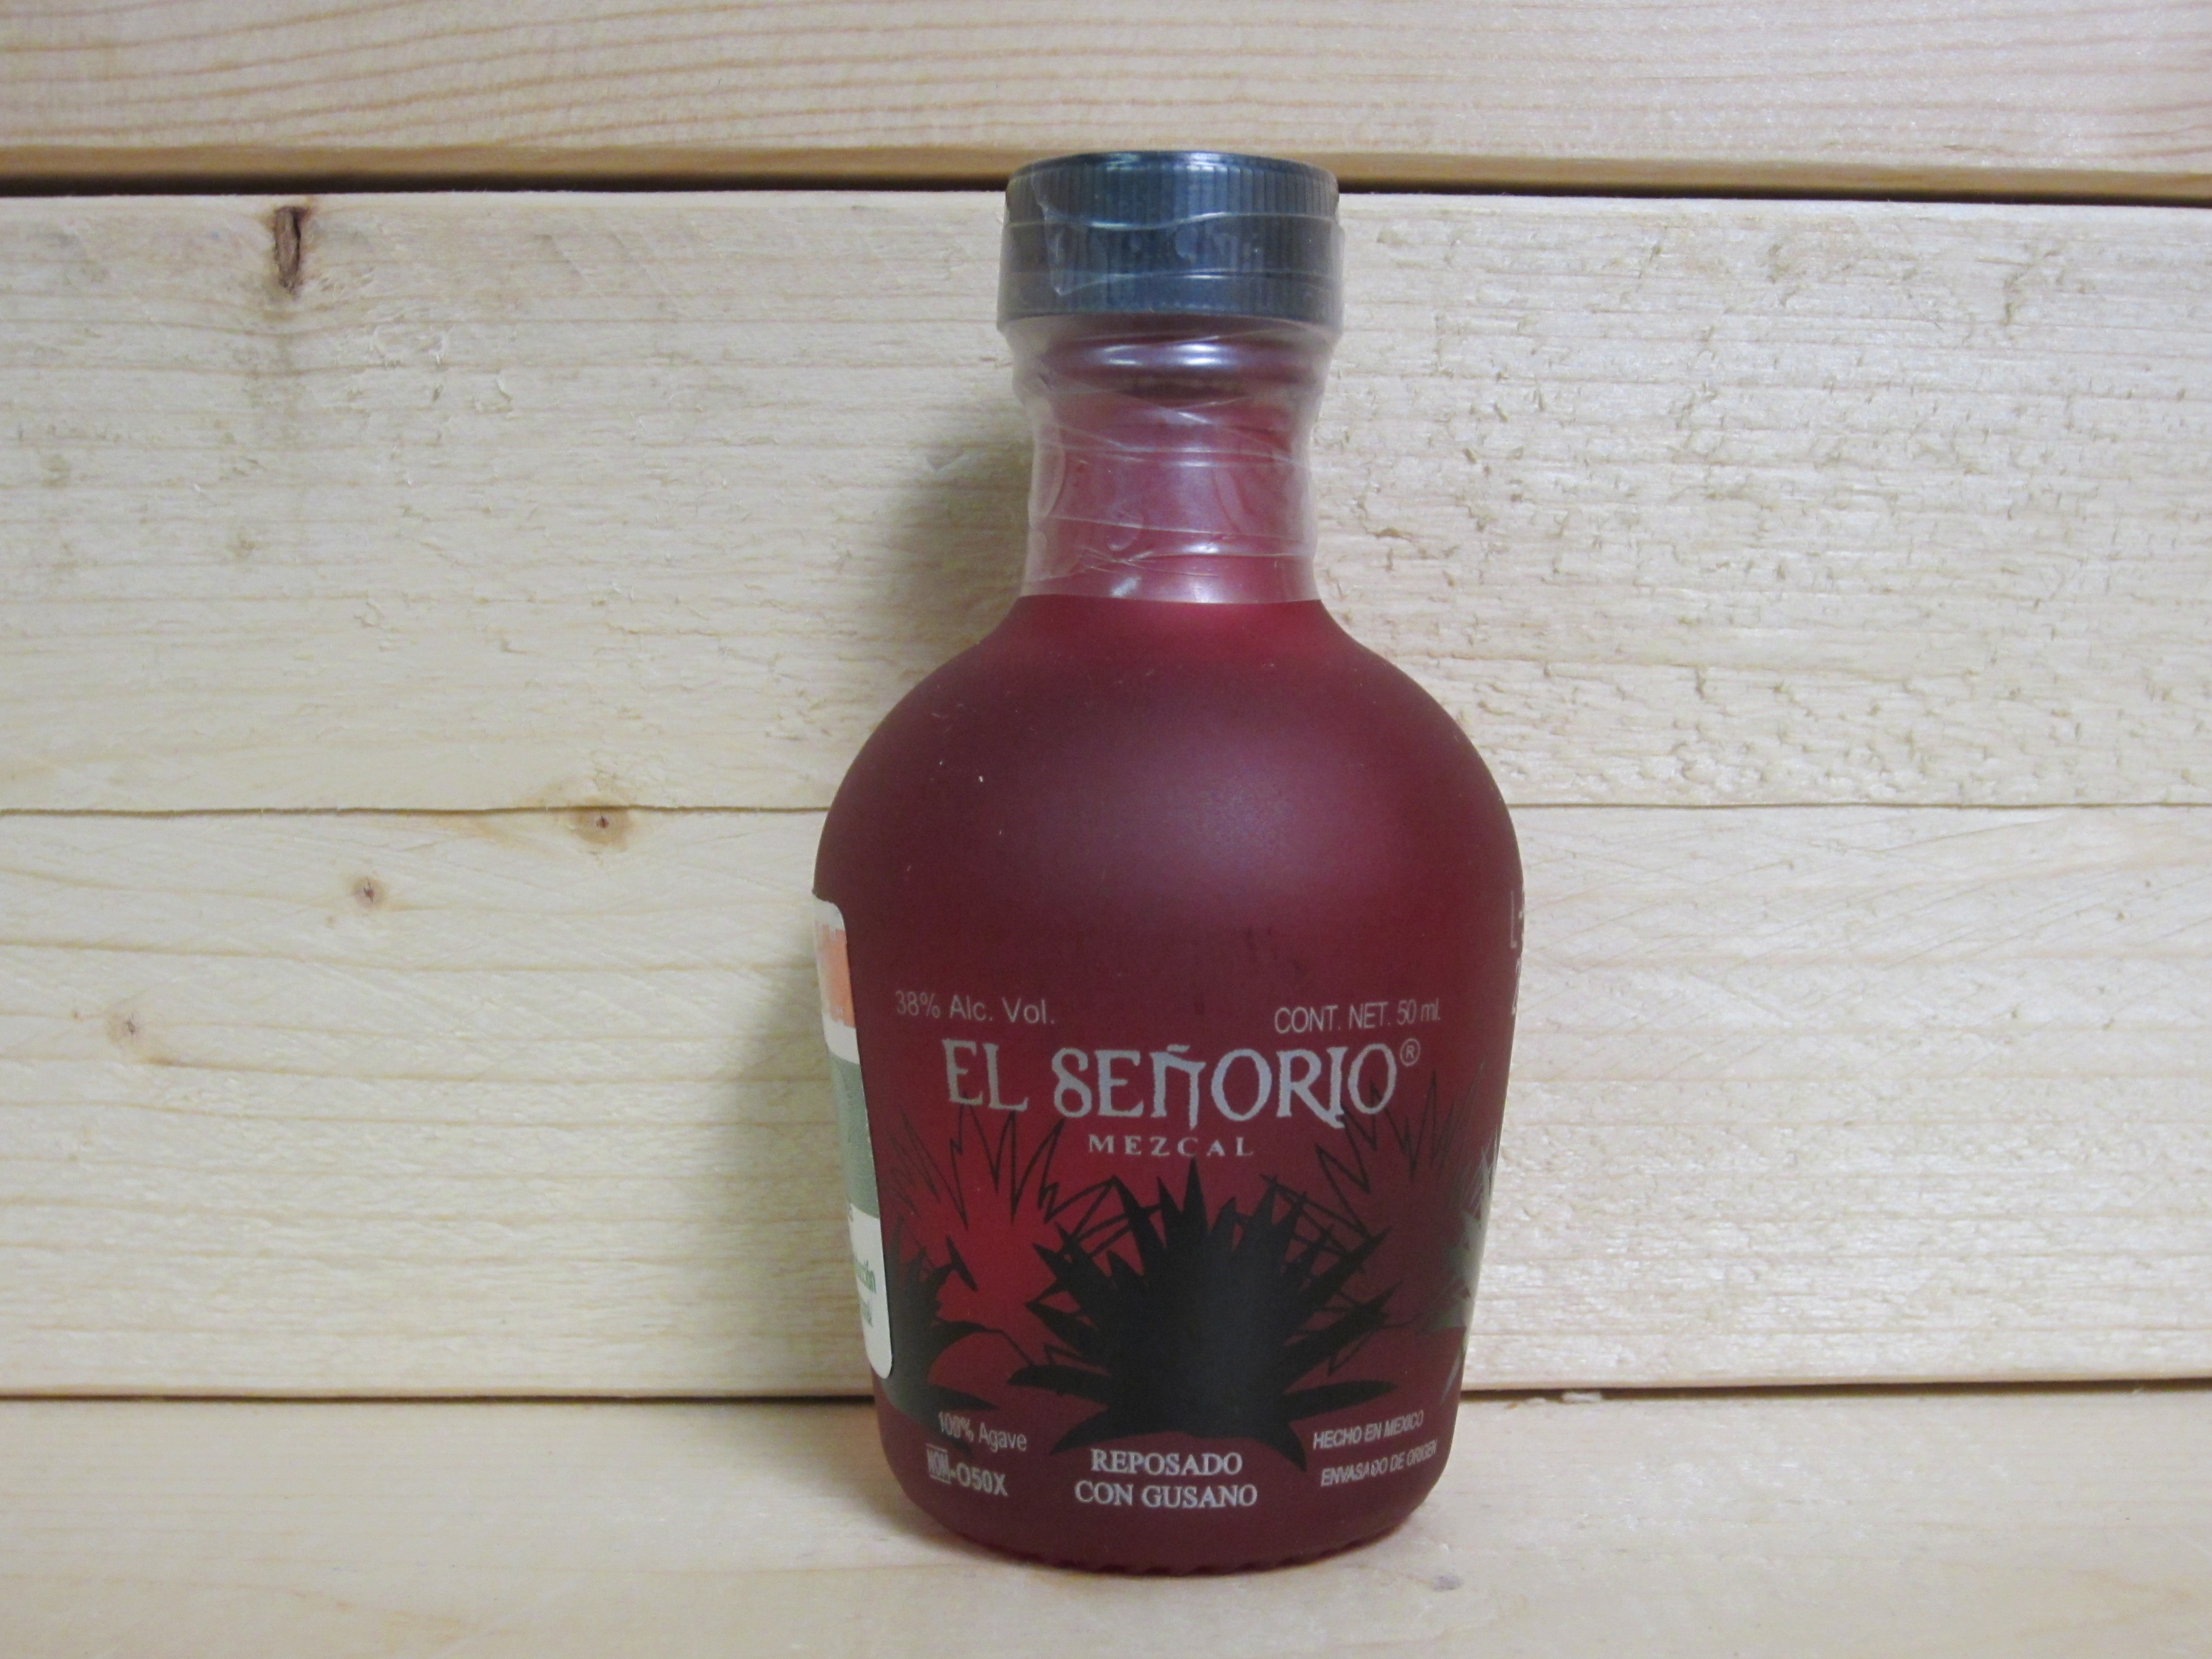 38% Alc. Vol.
CONT. NET. 50 ml.
EL SEÑORIO®
MEZCAL
100% Agave
NOM-O50X
REPOSADO
CON GUSANO
HECHO EN MEXICO
ENVASADO DE ORIGEN